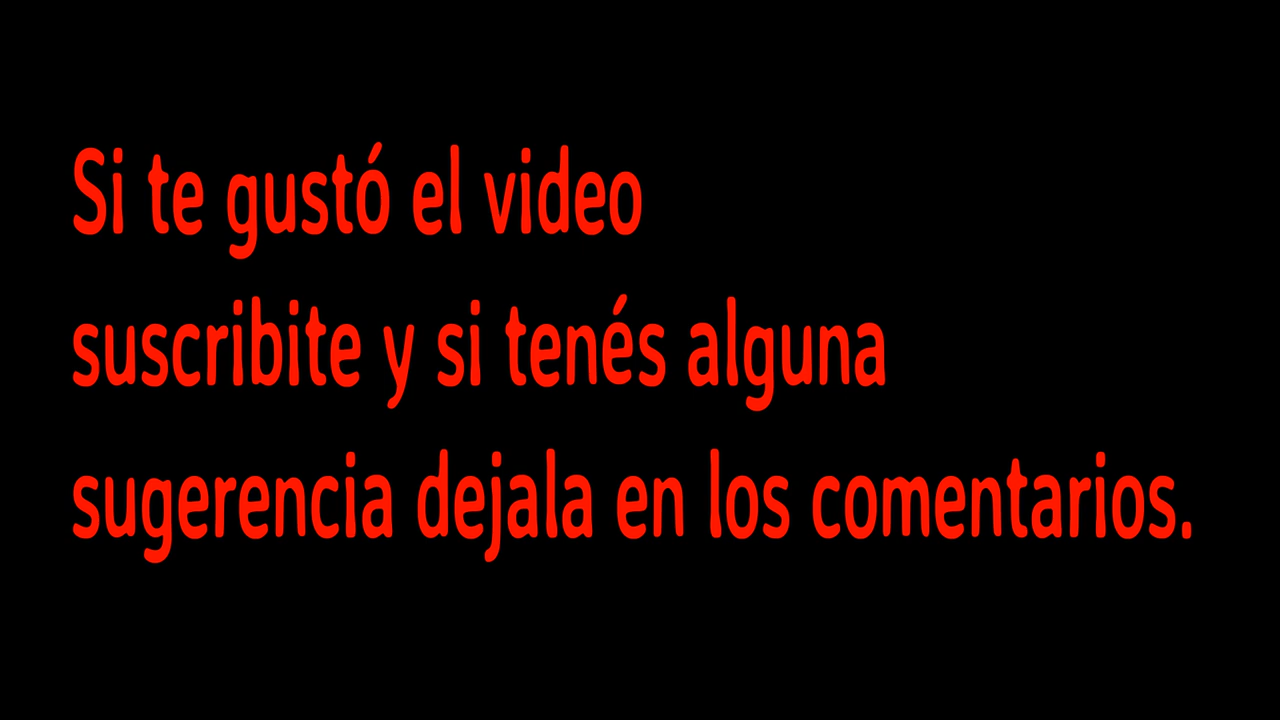 Si te gustó el video
suscribite y si tenés alguna
sugerencia dejala en los comentarios.